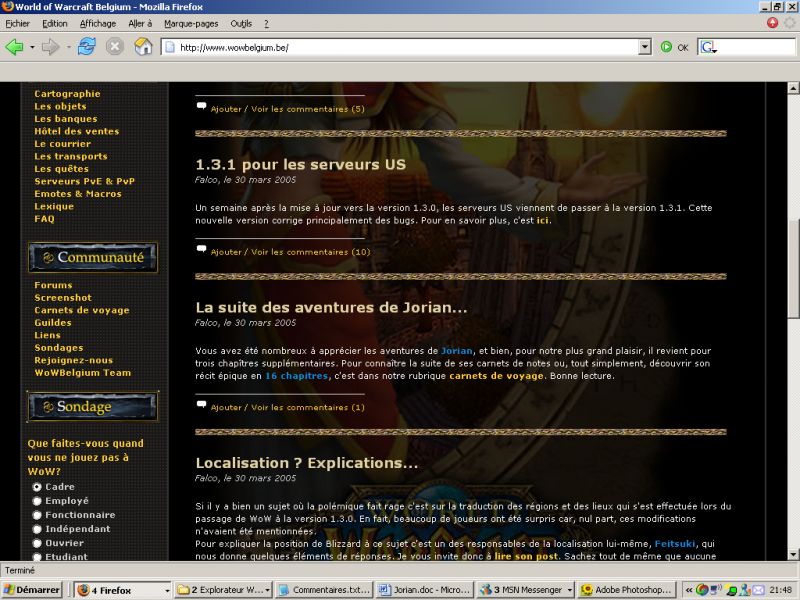 World of Warcraft Belgium - Mozilla Firefox
Fichier Edition Affichage Aller à Marque-pages Outils ?
http://www.wowbelgium.be/ OK
Cartographie
Les objets
Les banques
Hôtel des ventes
Le courrier
Les transports
Les quêtes
Serveurs PvE & PvP
Emotes & Macros
Lexique
FAQ
Communauté
Forums
Screenshot
Carnets de voyage
Guildes
Liens
Sondages
Rejoignez-nous
WoWBelgium Team
Sondage
Que faites-vous quand
vous ne jouez pas à
WoW?
Cadre
Employé
Fonctionnaire
Indépendant
Ouvrier
Etudiant
Ajouter / Voir les commentaires (5)
1.3.1 pour les serveurs US
Falco, le 30 mars 2005
Un semaine après la mise à jour vers la version 1.3.0, les serveurs US viennent de passer à la version 1.3.1. Cette
nouvelle version corrige principalement des bugs. Pour en savoir plus, c'est ici.
Ajouter / Voir les commentaires (10)
La suite des aventures de Jorian...
Falco, le 30 mars 2005
Vous avez été nombreux à apprécier les aventures de Jorian, et bien, pour notre plus grand plaisir, il revient pour
trois chapîtres supplémentaires. Pour connaître la suite de ses carnets de notes ou, tout simplement, découvrir son
récit épique en 16 chapîtres, c'est dans notre rubrique carnets de voyage. Bonne lecture.
Ajouter / Voir les commentaires (1)
Localisation ? Explications...
Falco, le 30 mars 2005
Si il y a bien un sujet où la polémique fait rage c'est sur la traduction des régions et des lieux qui s'est effectuée lors du
passage de WoW à la version 1.3.0. En fait, beaucoup de joueurs ont été surpris car, nul part, ces modifications
n'avaient été mentionnées.
Pour expliquer la position de Blizzard à ce sujet c'est un des responsables de la localisation lui-même, Feitsuki, qui
nous donne quelques éléments de réponses. Je vous invite donc à lire son post. Sachez tout de même que aucune
WORLD OF WARCRAFT
Terminé
Démarrer 4 Firefox 2 Explorateur W... Commentaires.txt... Jorian.doc - Micro... 3 MSN Messenger Adobe Photoshop... 21:48